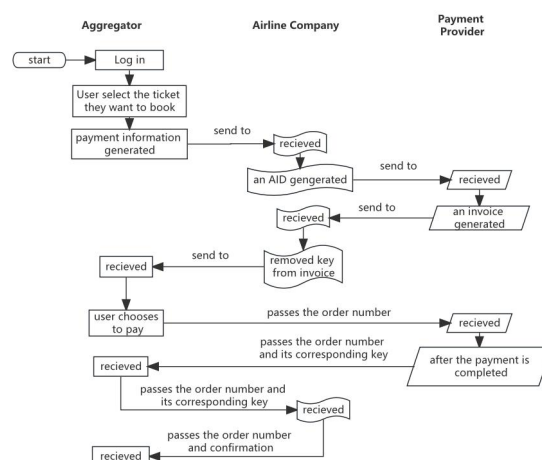 Aggregator
Airline Company
Payment
Provider
start
Log in
User select the ticket
they want to book
payment information
generated
send to
recieved
an AID gengerated
send to
recieved
an invoice
generated
send to
recieved
removed key
from invoice
send to
recieved
user chooses
to pay
passes the order number
recieved
after the payment is
completed
passes the order number
and its corresponding key
recieved
passes the order number and
its corresponding key
recieved
passes the order number
and confirmation
recieved